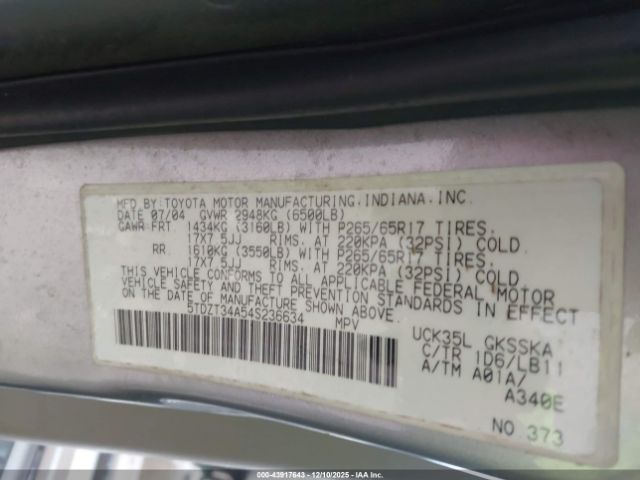 MFD.BY:TOYOTA MOTOR MANUFACTURING.INDIANA.INC.
DATE 07/04 GVWR 2948KG (6500LB)
GAWR FRT 1434KG (3160LB) WITH P265/65R17 TIRES.
17X7.5JJ RIMS. AT 220KPA (32PSI) COLD.
RR. 1610KG (3550LB) WITH P265/65R17 TIRES.
17X7.5JJ RIMS. AT 220KPA (32PSI) COLD.
THIS VEHICLE CONFORMS TO ALL APPLICABLE FEDERAL MOTOR
VEHICLE SAFETY AND THEFT PREVENTION STANDARDS IN EFFECT
ON THE DATE OF MANUFACTURE SHOWN ABOVE.
5TDZT34A54S236634 MPV
UCK35L GKSSKA
C/TR 1D6/LB11
A/TM A01A/
A340E
NO.373
000-43917643 - 12/10/2025 - COPYRIGHT IAA, LLC.